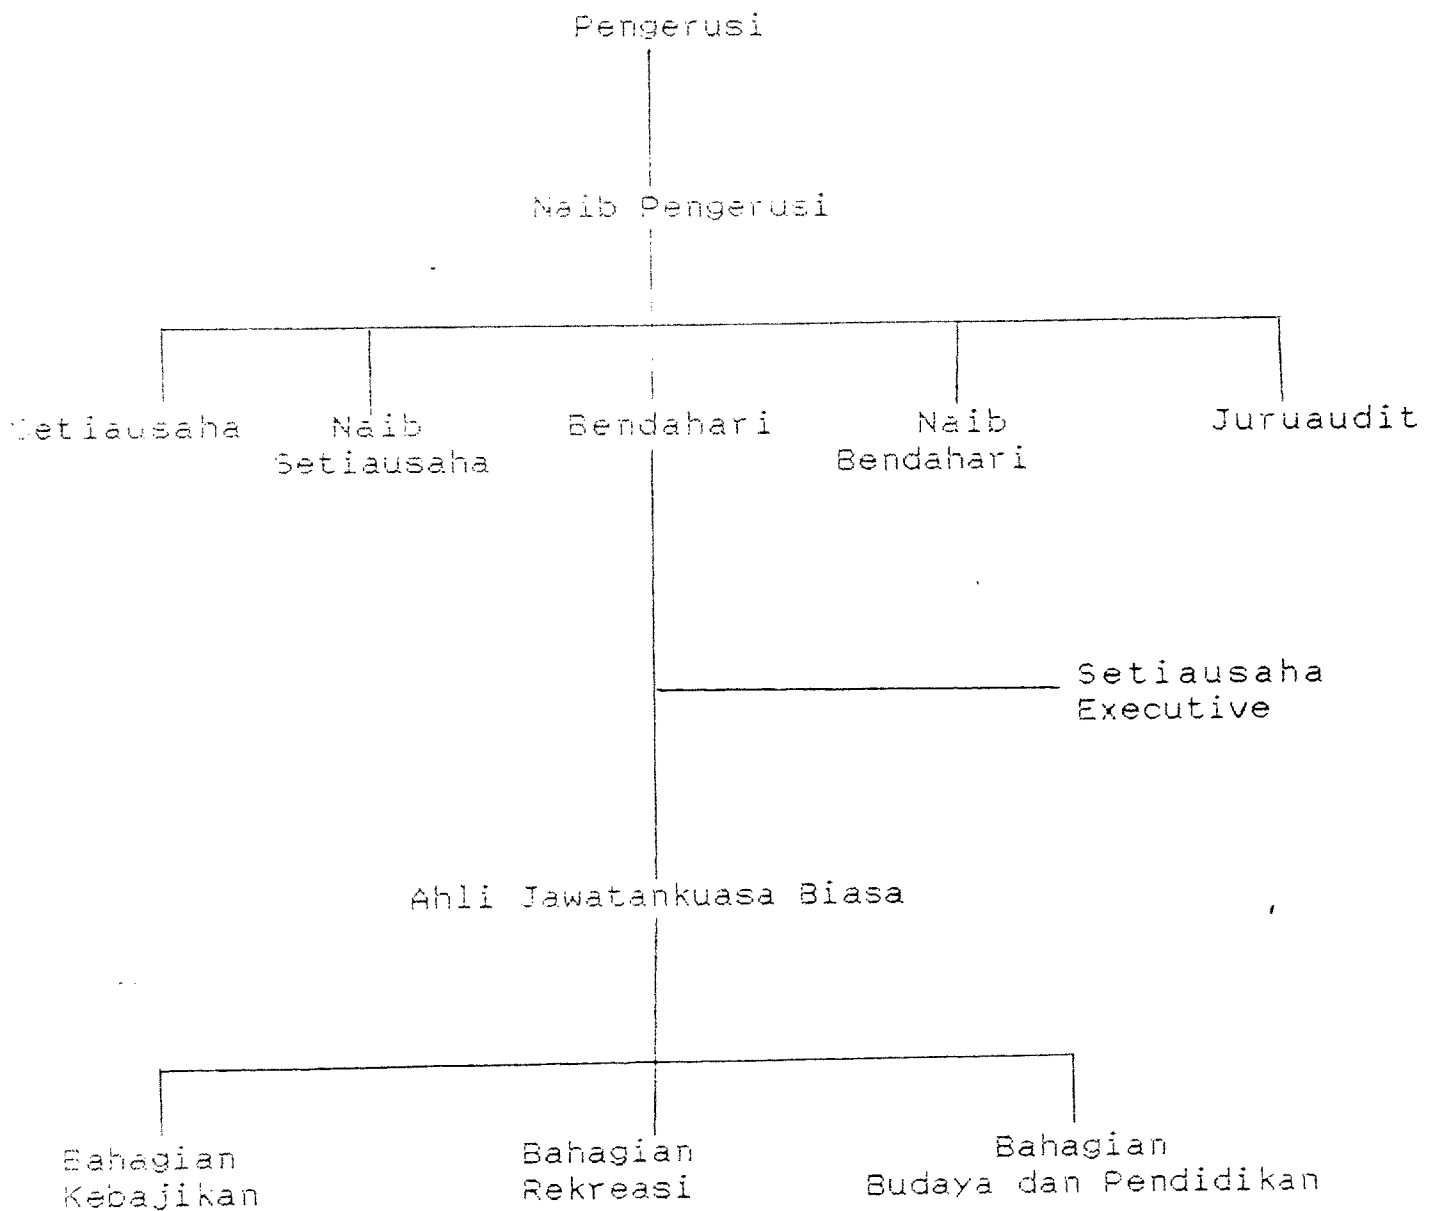 Pengerusi
Naib Pengerusi
Setiausaha
Naib
Setiausaha
Bendahari
Naib
Bendahari
Juruaudit
Setiausaha
Executive
Ahli Jawatankuasa Biasa
Bahagian
Kebajikan
Bahagian
Rekreasi
Bahagian
Budaya dan Pendidikan